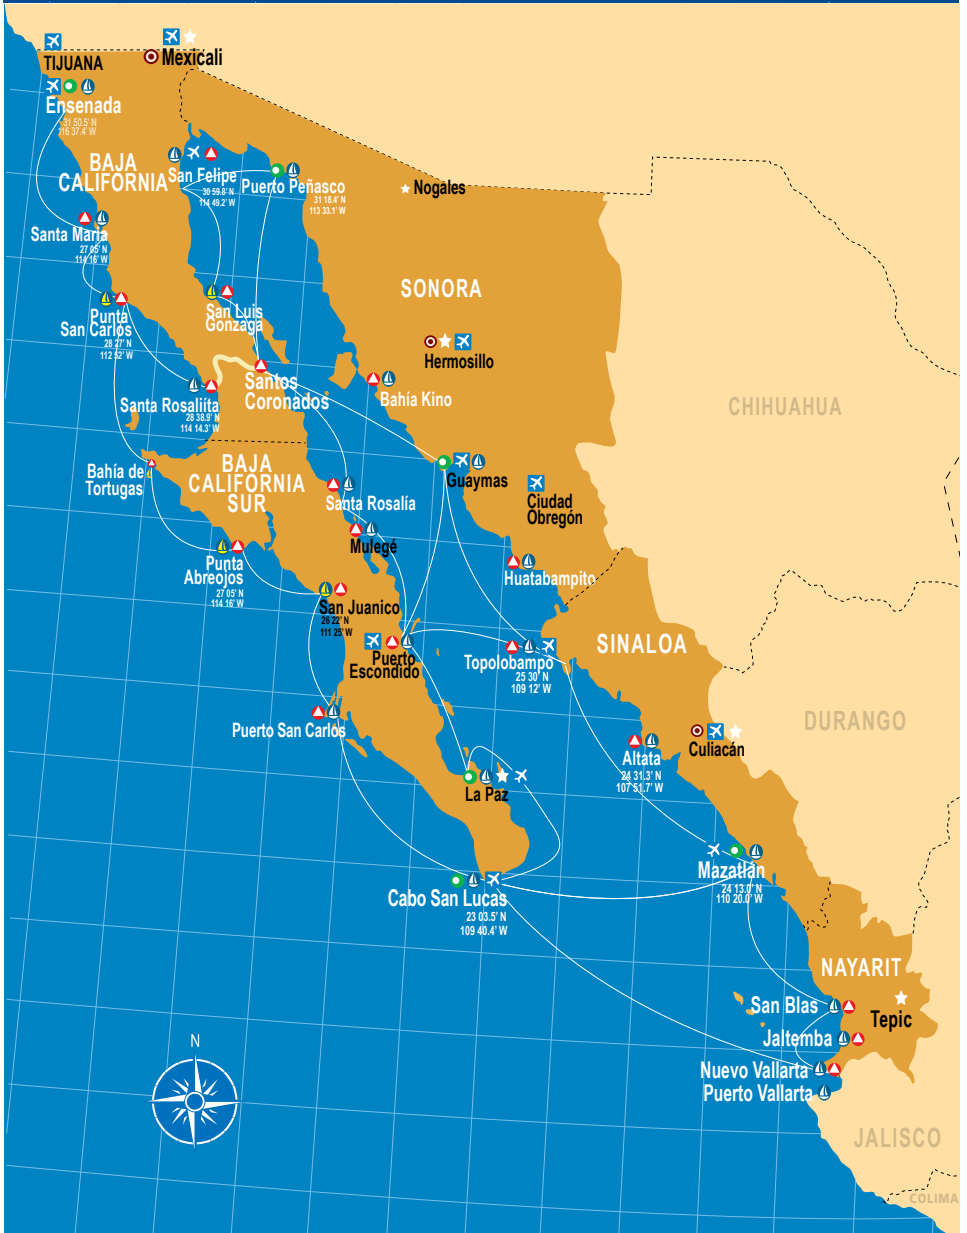 TIJUANA
Mexicali
Ensenada
31 50.5' N
116 37.4' W
BAJA
CALIFORNIA
San Felipe
30 59.8' N
114 49.2' W
Puerto Peñasco
31 18.4' N
113 33.1' W
Nogales
Santa María
27 05' N
114 16' W
SONORA
San Luis
Gonzaga
Punta
San Carlos
28 27' N
112 52' W
Hermosillo
Santos
Coronados
Bahía Kino
Santa Rosaliita
28 38.9' N
114 14.3' W
CHIHUAHUA
BAJA
CALIFORNIA
SUR
Bahía de
Tortugas
Guaymas
Ciudad
Obregón
Santa Rosalía
Mulegé
Punta
Abreojos
27 05' N
114 16' W
Huatabampito
San Juanico
26 22' N
111 25' W
SINALOA
Puerto
Escondido
Topolobampo
25 30' N
109 12' W
DURANGO
Puerto San Carlos
Culiacán
Altata
24 31.3' N
107 51.7' W
La Paz
Mazatlán
24 13.0' N
110 20.0' W
Cabo San Lucas
23 03.5' N
109 40.4' W
NAYARIT
San Blas
Tepic
Jaltemba
N
Nuevo Vallarta
Puerto Vallarta
JALISCO
COLIMA